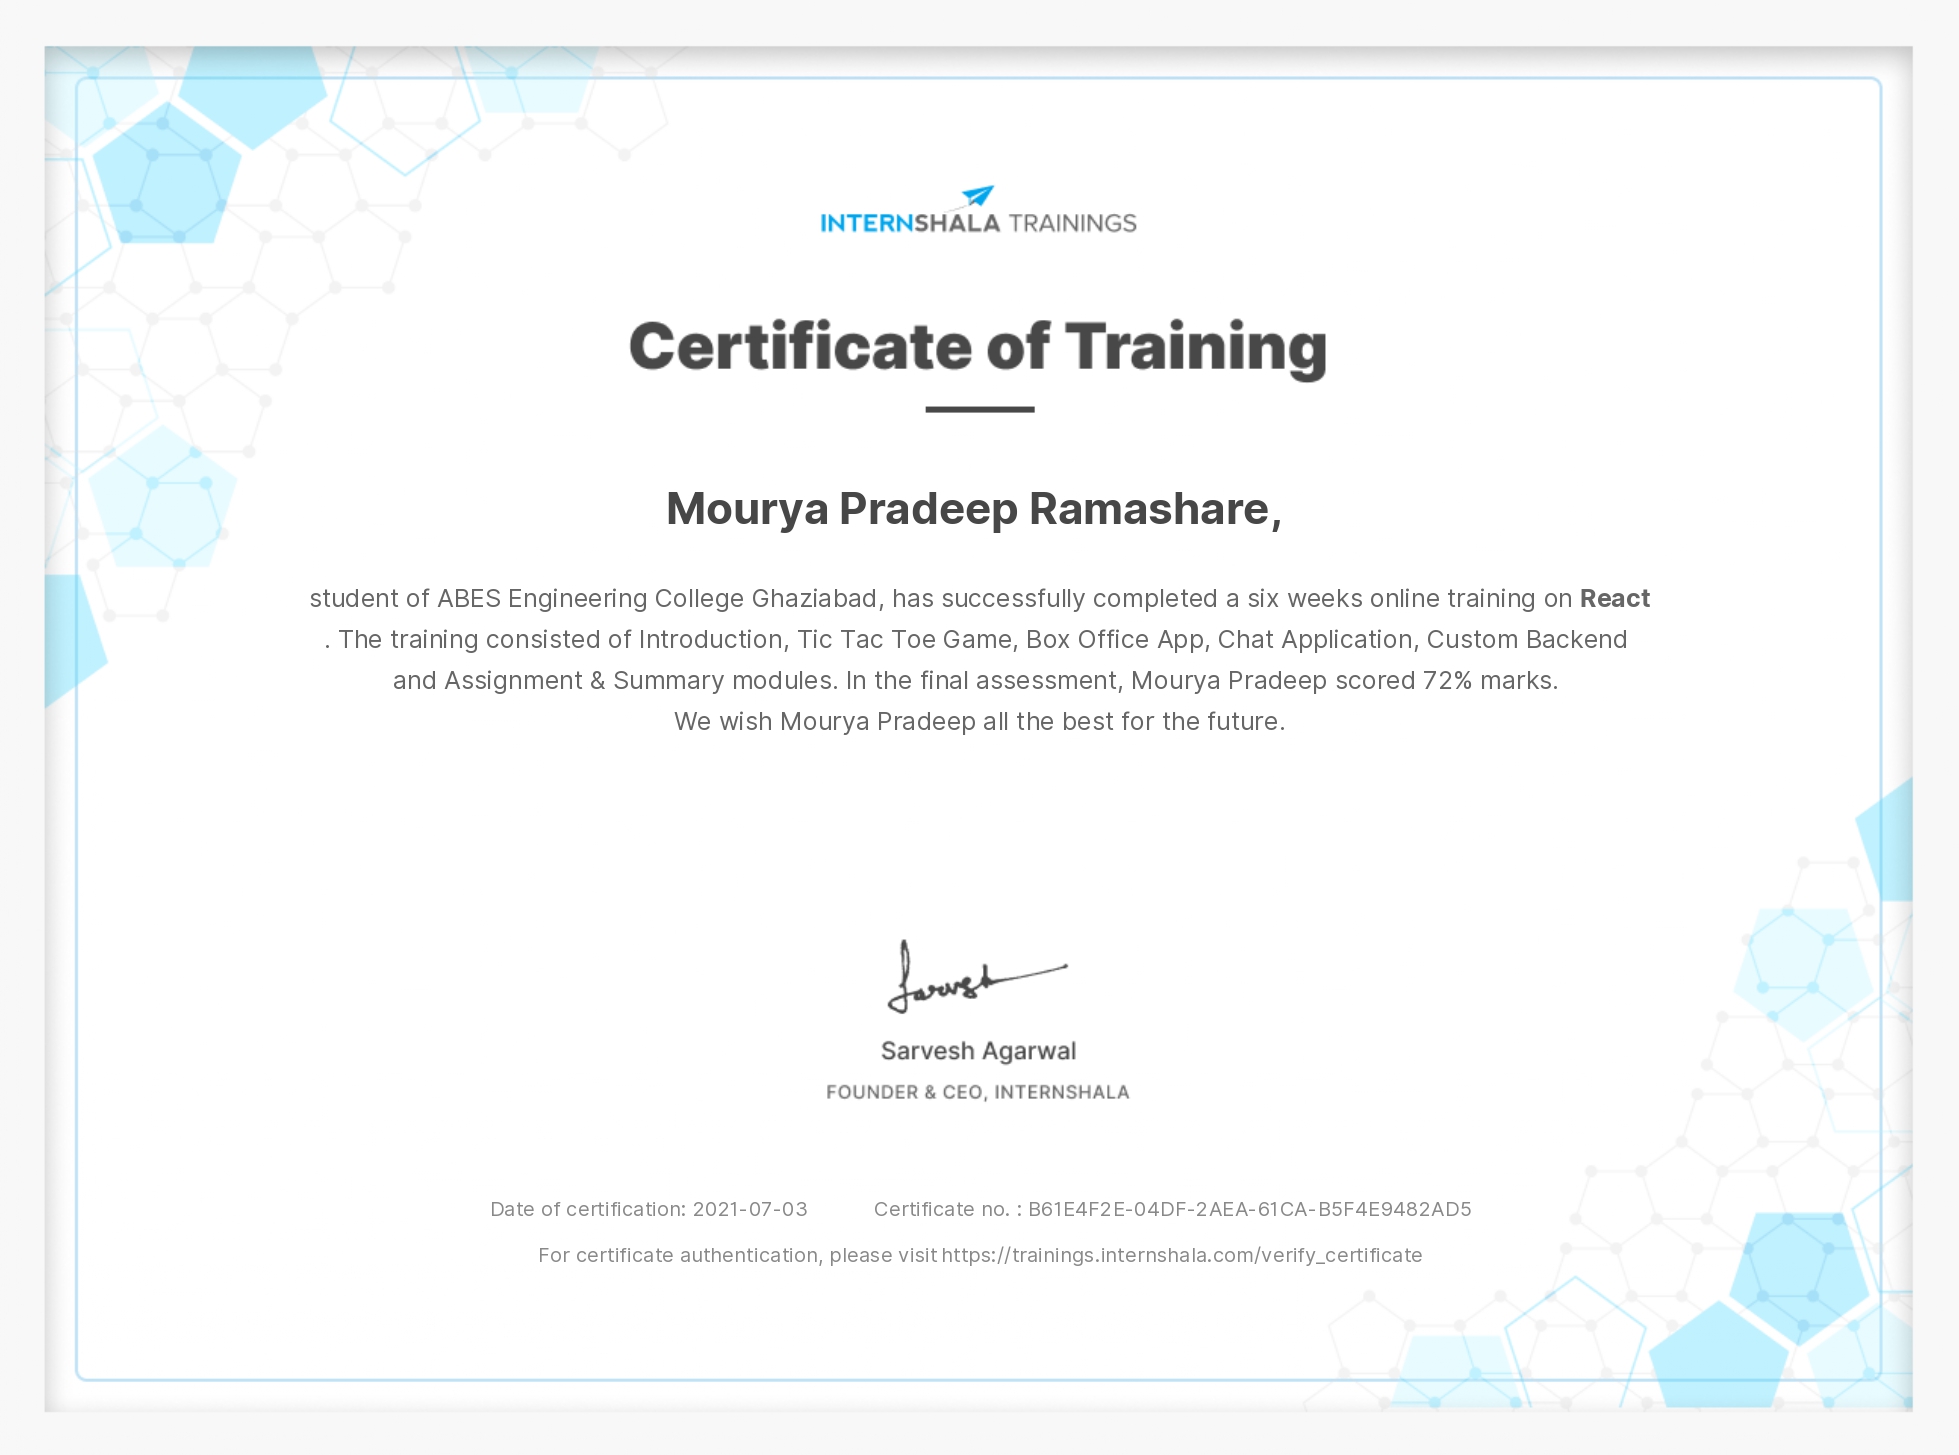 INTERNSHALA TRAININGS
Certificate of Training
Mourya Pradeep Ramashare,
student of ABES Engineering College Ghaziabad, has successfully completed a six weeks online training on React
. The training consisted of Introduction, Tic Tac Toe Game, Box Office App, Chat Application, Custom Backend
and Assignment & Summary modules. In the final assessment, Mourya Pradeep scored 72% marks.
We wish Mourya Pradeep all the best for the future.
Sarvesh
Sarvesh Agarwal
FOUNDER & CEO, INTERNSHALA
Date of certification: 2021-07-03 Certificate no. : B61E4F2E-04DF-2AEA-61CA-B5F4E9482AD5
For certificate authentication, please visit https://trainings.internshala.com/verify_certificate